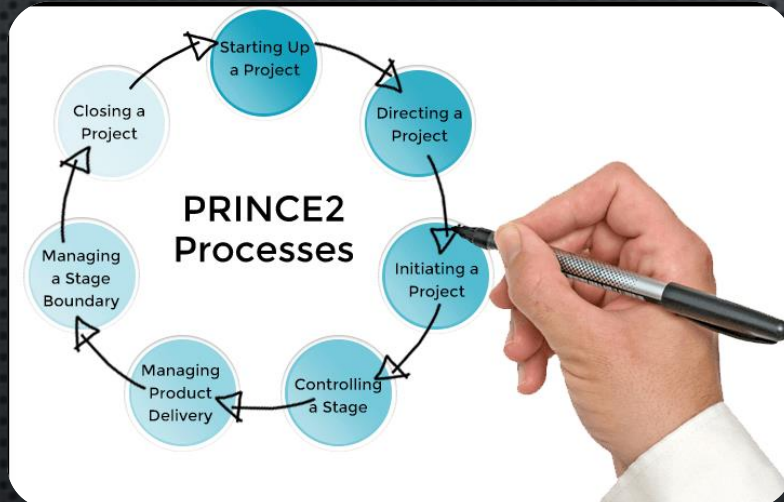 PRINCE2
Processes
Starting Up
a Project
Directing a
Project
Initiating a
Project
Controlling
a Stage
Managing
Product
Delivery
Managing
a Stage
Boundary
Closing a
Project